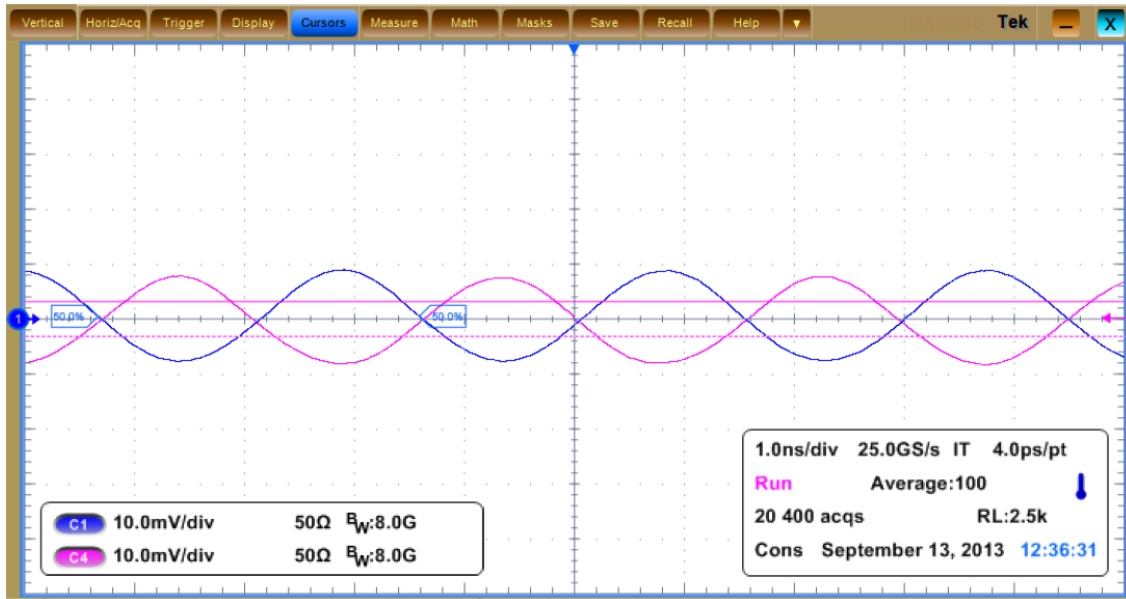 Vertical Horiz/Acq Trigger Display Cursors Measure Math Masks Save Recall Help Tek X
1 50.0% 50.0%
C1 10.0mV/div 50Ω BW:8.0G
C4 10.0mV/div 50Ω BW:8.0G
1.0ns/div 25.0GS/s IT 4.0ps/pt
Run Average:100
20 400 acqs RL:2.5k
Cons September 13, 2013 12:36:31